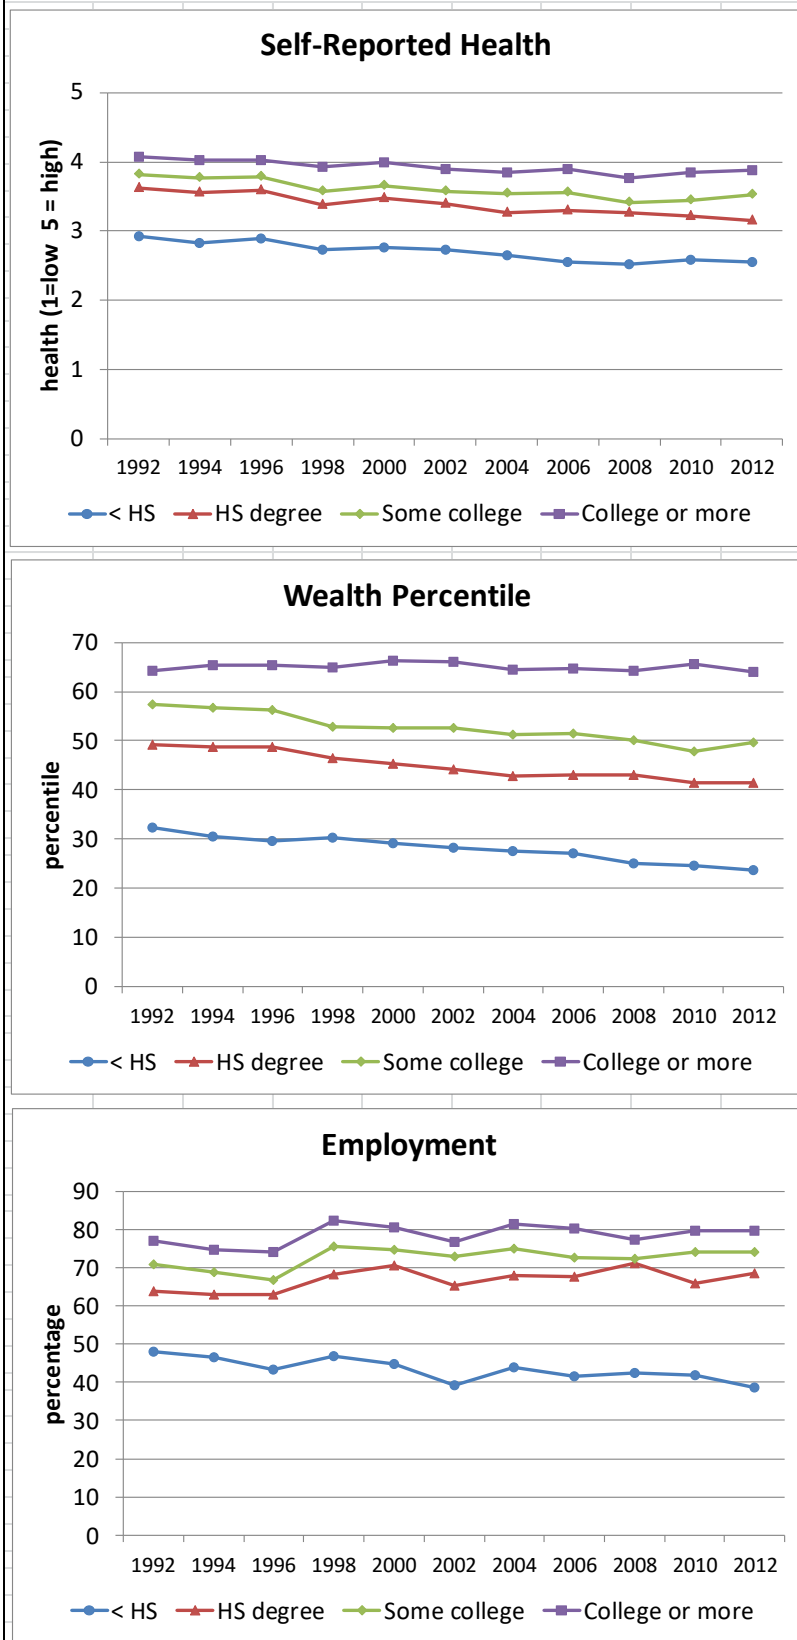 Self-Reported Health
health (1=low  5 = high)
5
4
3
2
1
0
1992 1994 1996 1998 2000 2002 2004 2006 2008 2010 2012
< HS HS degree Some college College or more
Wealth Percentile
percentile
70
60
50
40
30
20
10
0
1992 1994 1996 1998 2000 2002 2004 2006 2008 2010 2012
< HS HS degree Some college College or more
Employment
percentage
90
80
70
60
50
40
30
20
10
0
1992 1994 1996 1998 2000 2002 2004 2006 2008 2010 2012
< HS HS degree Some college College or more